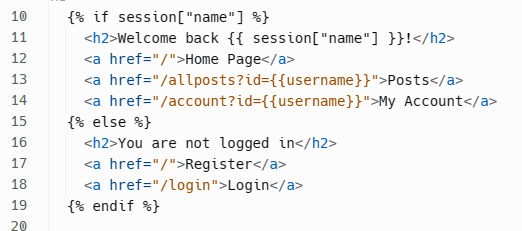 10 {% if session["name"] %}
11 <h2>Welcome back {{ session["name"] }}!</h2>
12 <a href="/">Home Page</a>
13 <a href="/allposts?id={{username}}">Posts</a>
14 <a href="/account?id={{username}}">My Account</a>
15 {% else %}
16 <h2>You are not logged in</h2>
17 <a href="/">Register</a>
18 <a href="/login">Login</a>
19 {% endif %}
20